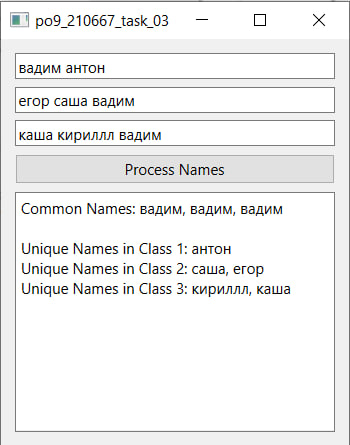 po9_210667_task_03
вадим антон
егор саша вадим
каша кириллл вадим
Process Names
Common Names: вадим, вадим, вадим
Unique Names in Class 1: антон
Unique Names in Class 2: саша, егор
Unique Names in Class 3: кириллл, каша